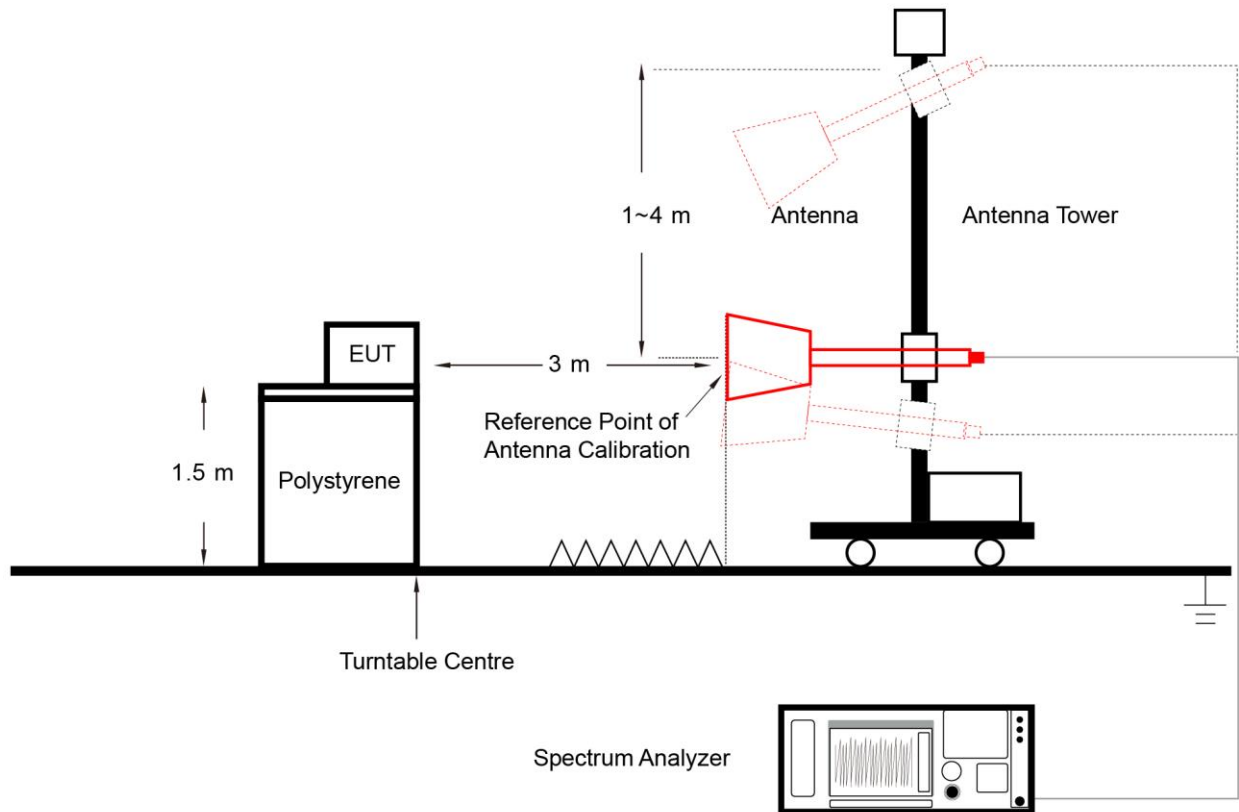 1~4 m
Antenna
Antenna Tower
EUT
3 m
Reference Point of
Antenna Calibration
1.5 m
Polystyrene
Turntable Centre
Spectrum Analyzer